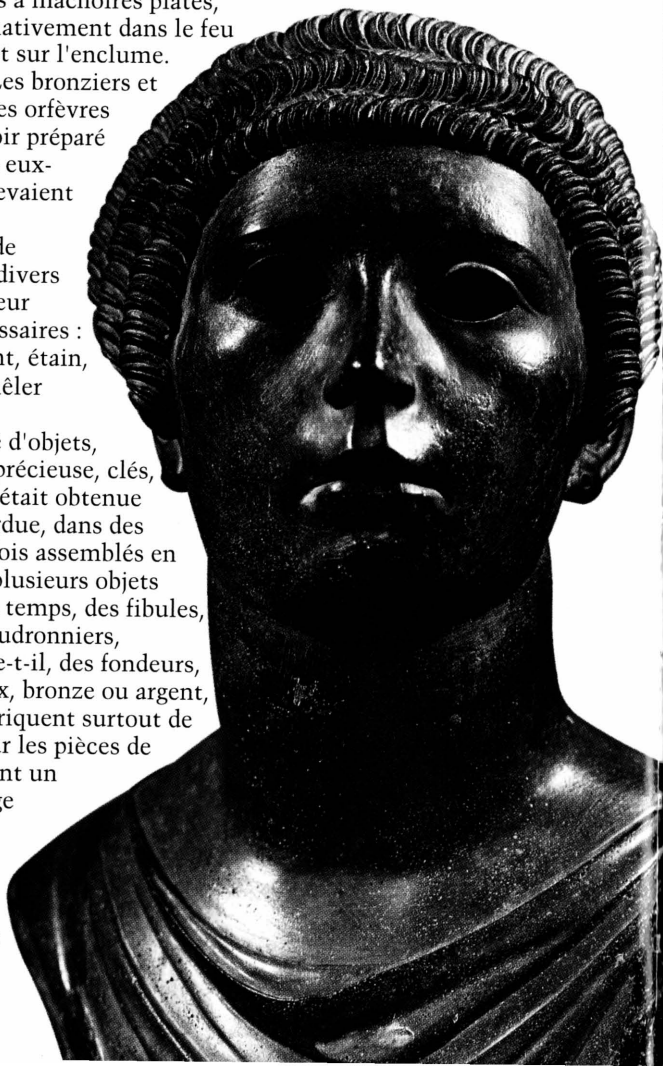 à mâchoires plates,
ativement dans le feu
t sur l'enclume.
es bronziers et
es orfèvres
ir préparé
eux-
evaient
de
divers
eur
ssaires :
nt, étain,
êler
d'objets,
précieuse, clés,
était obtenue
rdue, dans des
ois assemblés en
plusieurs objets
temps, des fibules,
udronniers,
e-t-il, des fondeurs,
x, bronze ou argent,
riquent surtout de
r les pièces de
nt un
ge